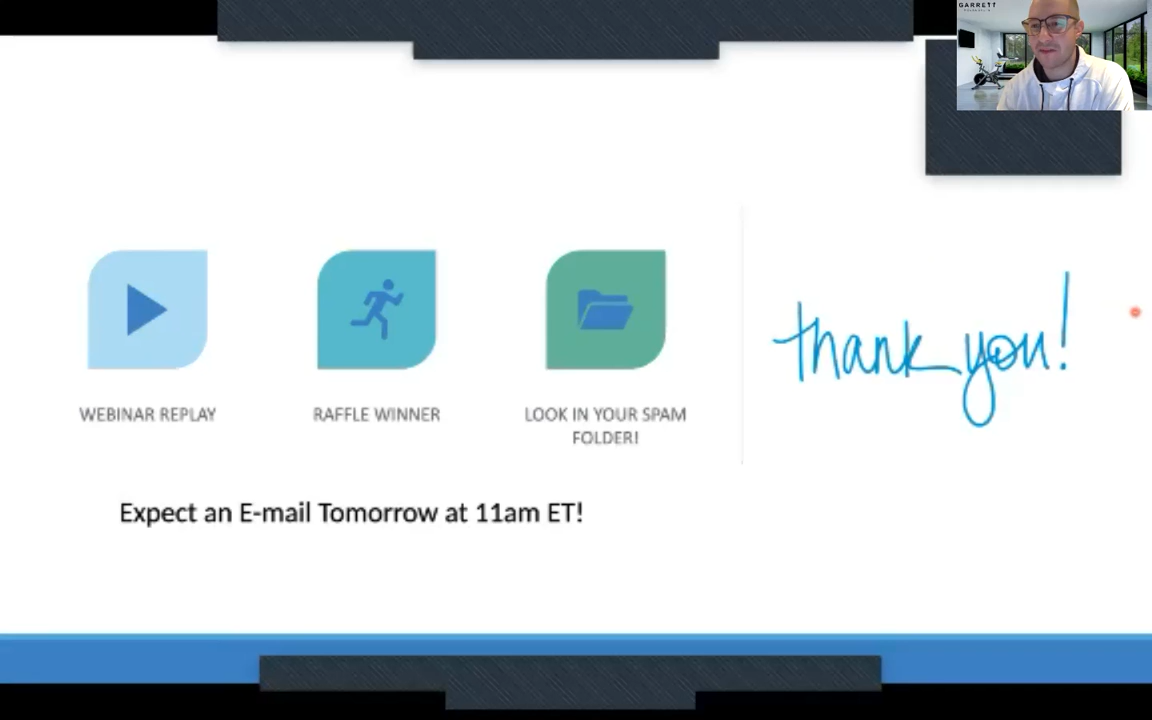 GARRETT
WEBINAR REPLAY
RAFFLE WINNER
LOOK IN YOUR SPAM
FOLDER!
thank you!
Expect an E-mail Tomorrow at 11am ET!